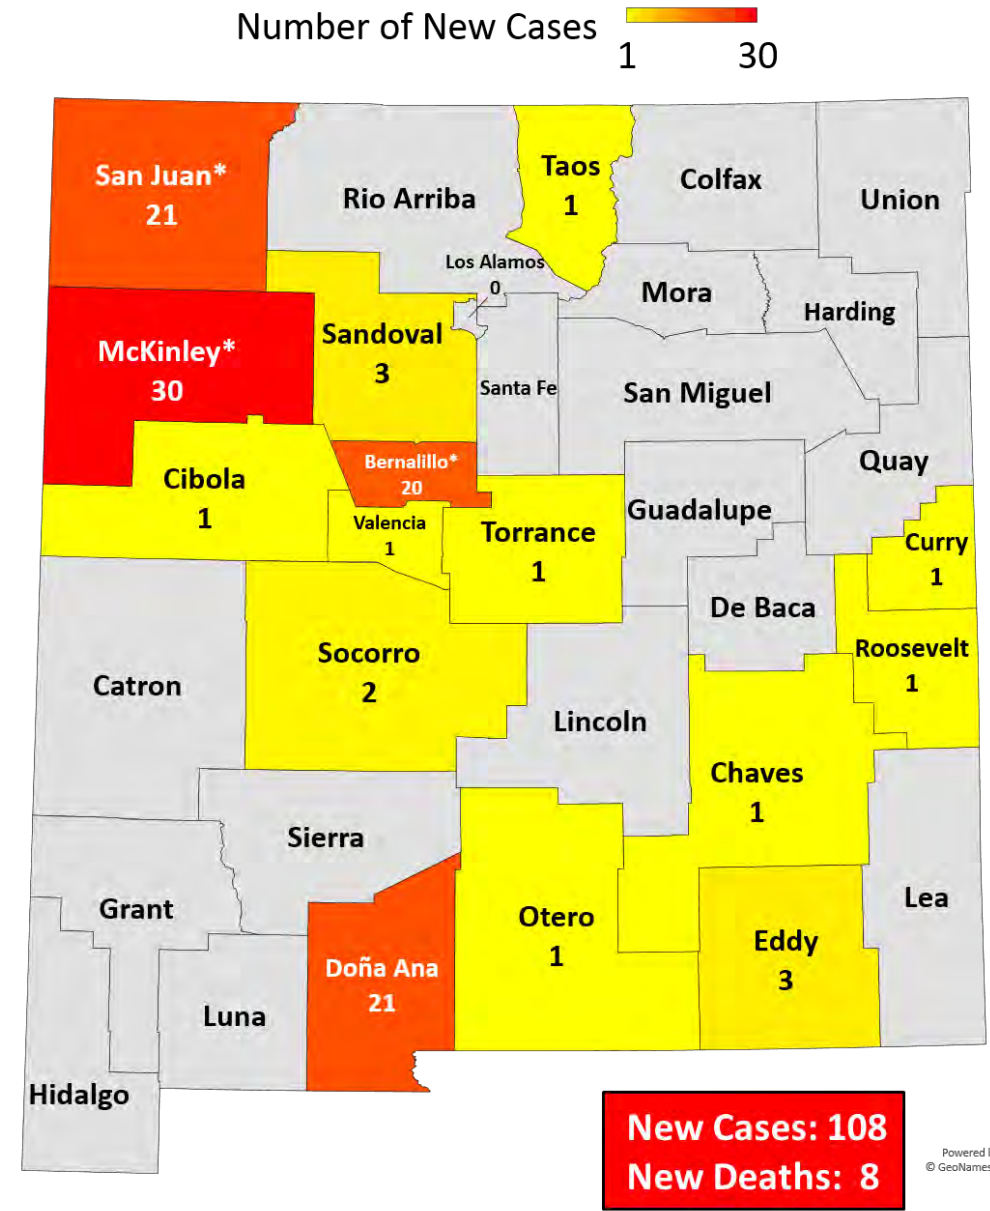 Number of New Cases
1 30
San Juan*
21
Rio Arriba
Taos
1
Colfax
Union
Los Alamos
0
Mora
Harding
McKinley*
30
Sandoval
3
Santa Fe
San Miguel
Quay
Cibola
1
Bernalillo*
20
Valencia
1
Torrance
1
Guadalupe
Curry
1
De Baca
Roosevelt
1
Catron
Socorro
2
Lincoln
Chaves
1
Sierra
Grant
Otero
1
Eddy
3
Lea
Doña Ana
21
Luna
Hidalgo
New Cases: 108
New Deaths: 8
Powered
© GeoNames